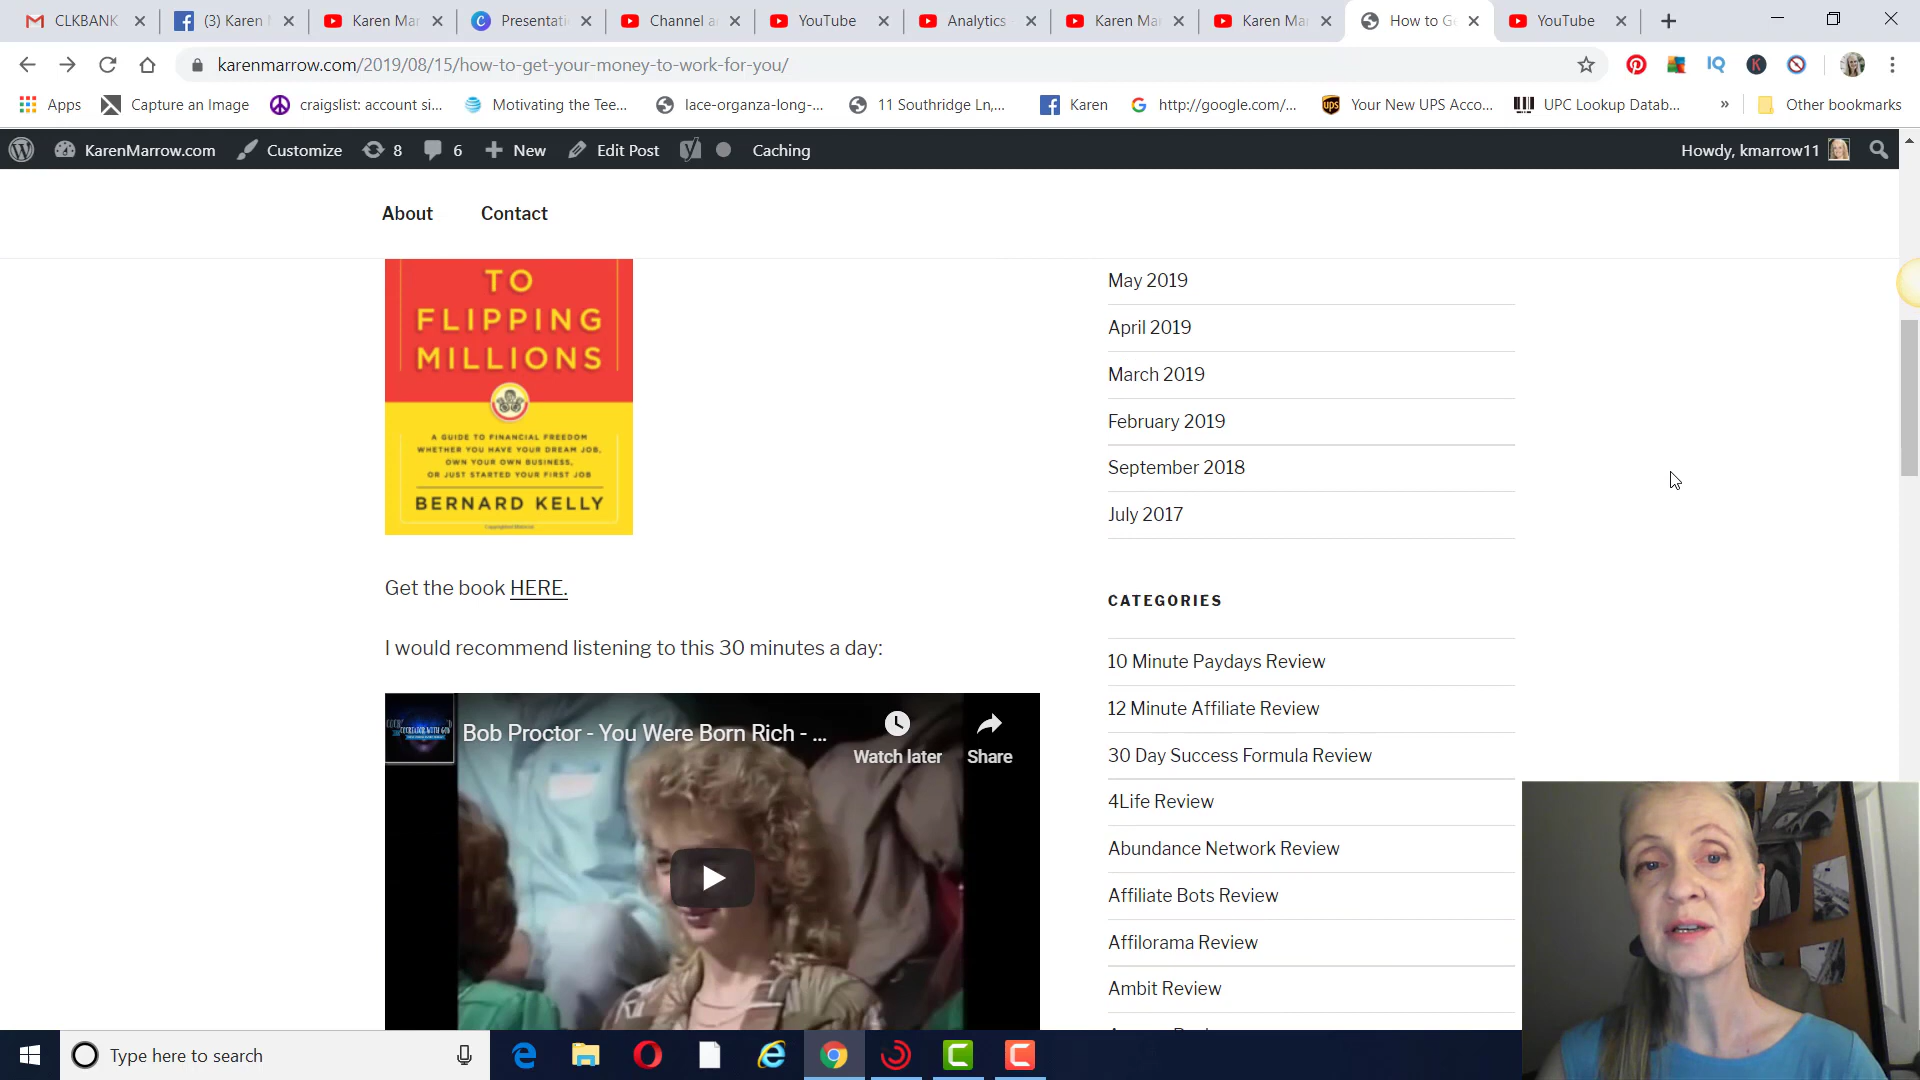 CLKBANK
(3) Karen
Karen Mar
Presentati
Channel a
YouTube
Analytics
Karen Mar
Karen Mar
How to G
YouTube
karenmarrow.com/2019/08/15/how-to-get-your-money-to-work-for-you/
Apps
Capture an Image
craigslist: account si...
Motivating the Tee...
lace-organza-long-...
11 Southridge Ln,...
Karen
http://google.com/...
Your New UPS Acco...
UPC Lookup Datab...
»
Other bookmarks
KarenMarrow.com
Customize
8
6
New
Edit Post
Caching
Howdy, kmarrow11
About
Contact
TO
FLIPPING
MILLIONS
A GUIDE TO FINANCIAL FREEDOM
WHETHER YOU HAVE YOUR DREAM JOB,
OWN YOUR OWN BUSINESS,
OR JUST STARTED YOUR FIRST JOB
BERNARD KELLY
Get the book HERE.
I would recommend listening to this 30 minutes a day:
Bob Proctor - You Were Born Rich - ...
Watch later
Share
May 2019
April 2019
March 2019
February 2019
September 2018
July 2017
CATEGORIES
10 Minute Paydays Review
12 Minute Affiliate Review
30 Day Success Formula Review
4Life Review
Abundance Network Review
Affiliate Bots Review
Affilorama Review
Ambit Review
Type here to search